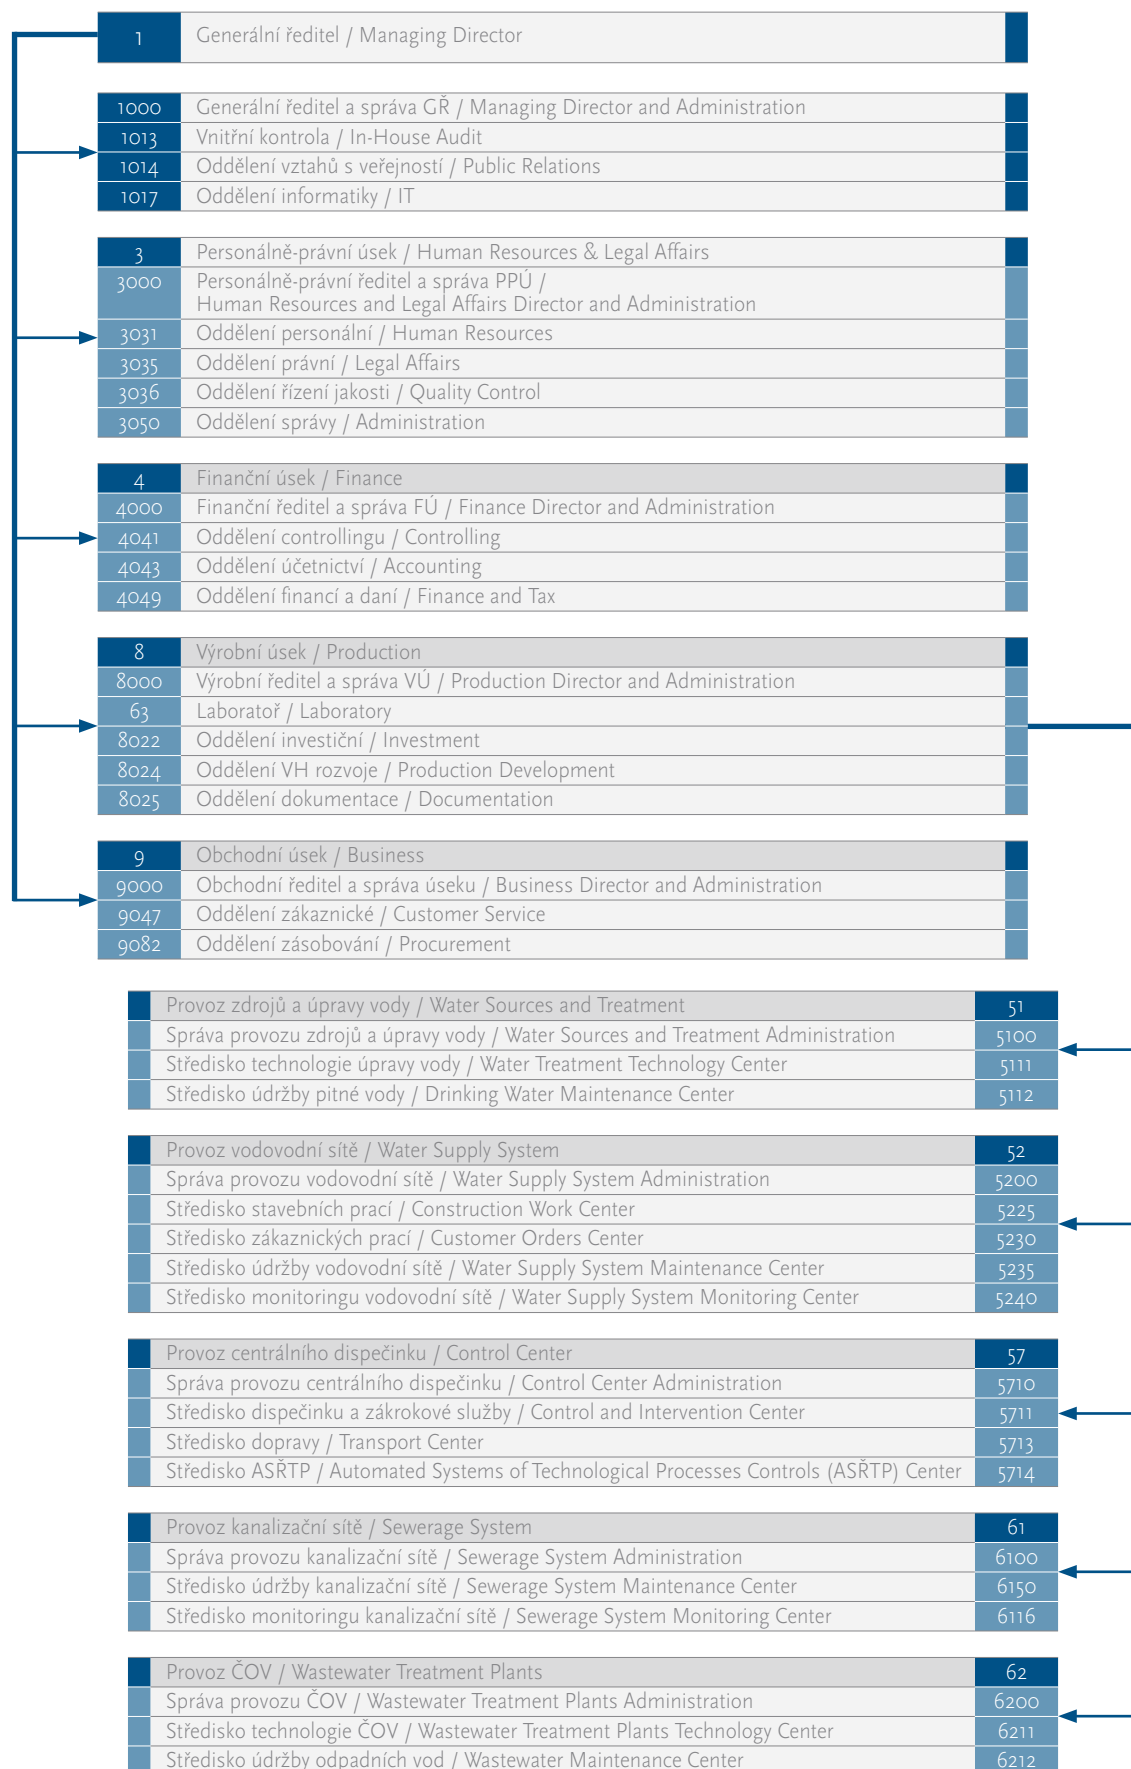 1 Generální ředitel / Managing Director
1000 Generální ředitel a správa GŘ / Managing Director and Administration
1013 Vnitřní kontrola / In-House Audit
1014 Oddělení vztahů s veřejností / Public Relations
1017 Oddělení informatiky / IT
3 Personálně-právní úsek / Human Resources & Legal Affairs
3000 Personálně-právní ředitel a správa PPÚ /
Human Resources and Legal Affairs Director and Administration
3031 Oddělení personální / Human Resources
3035 Oddělení právní / Legal Affairs
3036 Oddělení řízení jakosti / Quality Control
3050 Oddělení správy / Administration
4 Finanční úsek / Finance
4000 Finanční ředitel a správa FÚ / Finance Director and Administration
4041 Oddělení controllingu / Controlling
4043 Oddělení účetnictví / Accounting
4049 Oddělení financí a daní / Finance and Tax
8 Výrobní úsek / Production
8000 Výrobní ředitel a správa VÚ / Production Director and Administration
63 Laboratoř / Laboratory
8022 Oddělení investiční / Investment
8024 Oddělení VH rozvoje / Production Development
8025 Oddělení dokumentace / Documentation
9 Obchodní úsek / Business
9000 Obchodní ředitel a správa úseku / Business Director and Administration
9047 Oddělení zákaznické / Customer Service
9082 Oddělení zásobování / Procurement
Provoz zdrojů a úpravy vody / Water Sources and Treatment 51
Správa provozu zdrojů a úpravy vody / Water Sources and Treatment Administration 5100
Středisko technologie úpravy vody / Water Treatment Technology Center 5111
Středisko údržby pitné vody / Drinking Water Maintenance Center 5112
Provoz vodovodní sítě / Water Supply System 52
Správa provozu vodovodní sítě / Water Supply System Administration 5200
Středisko stavebních prací / Construction Work Center 5225
Středisko zákaznických prací / Customer Orders Center 5230
Středisko údržby vodovodní sítě / Water Supply System Maintenance Center 5235
Středisko monitoringu vodovodní sítě / Water Supply System Monitoring Center 5240
Provoz centrálního dispečinku / Control Center 57
Správa provozu centrálního dispečinku / Control Center Administration 5710
Středisko dispečinku a zákrokové služby / Control and Intervention Center 5711
Středisko dopravy / Transport Center 5713
Středisko ASŘTP / Automated Systems of Technological Processes Controls (ASŘTP) Center 5714
Provoz kanalizační sítě / Sewerage System 61
Správa provozu kanalizační sítě / Sewerage System Administration 6100
Středisko údržby kanalizační sítě / Sewerage System Maintenance Center 6150
Středisko monitoringu kanalizační sítě / Sewerage System Monitoring Center 6116
Provoz ČOV / Wastewater Treatment Plants 62
Správa provozu ČOV / Wastewater Treatment Plants Administration 6200
Středisko technologie ČOV / Wastewater Treatment Plants Technology Center 6211
Středisko údržby odpadních vod / Wastewater Maintenance Center 6212